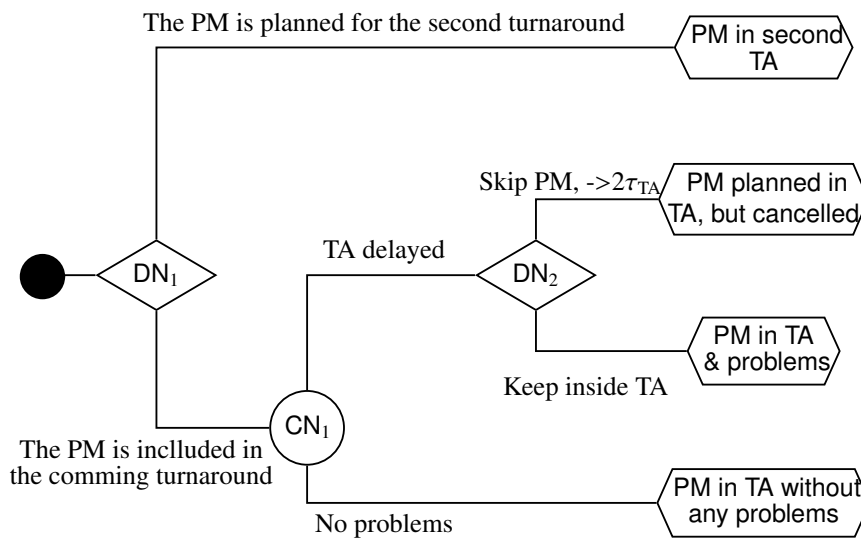 The PM is planned for the second turnaround
PM in second
TA
Skip PM, ->2τTA
PM planned in
TA, but cancelled
TA delayed
DN1
DN2
PM in TA
& problems
Keep inside TA
CN1
The PM is inclluded in
the comming turnaround
PM in TA without
any problems
No problems